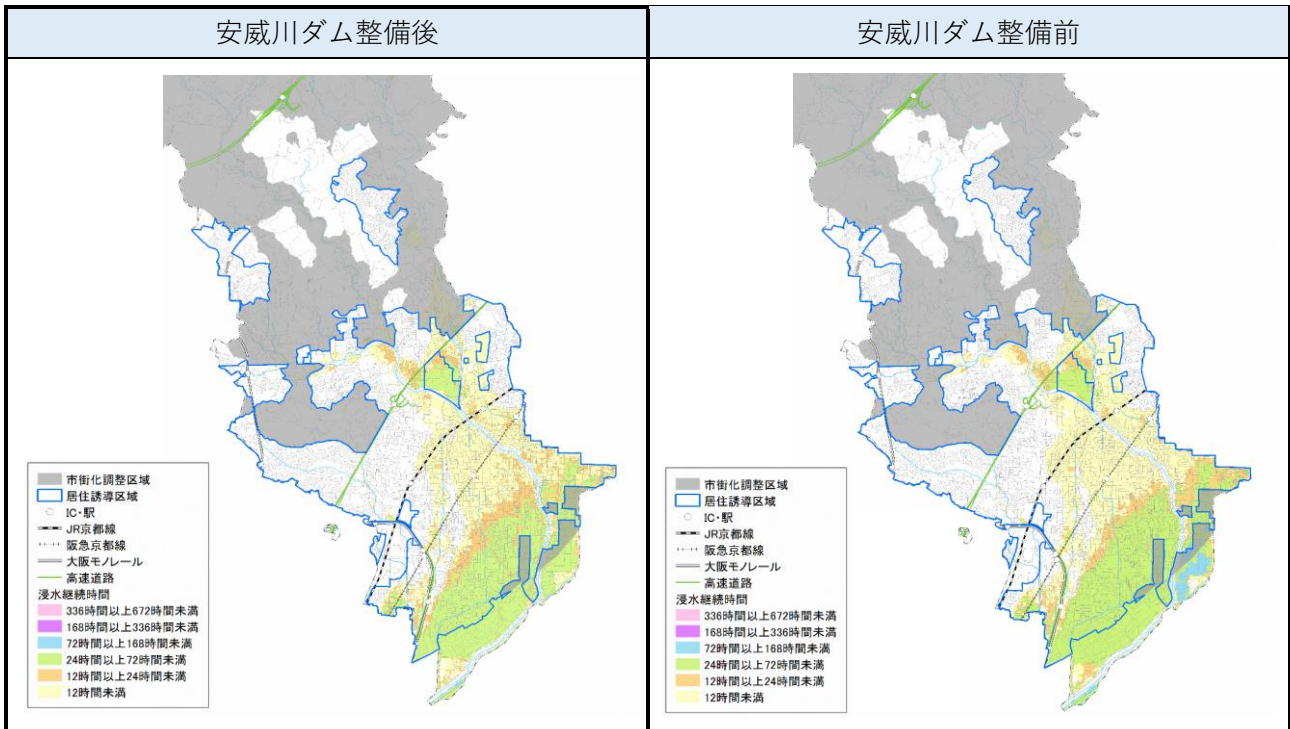 安威川ダム整備後
安威川ダム整備前
市街化調整区域
居住誘導区域
IC・駅
JR京都線
阪急京都線
大阪モノレール
高速道路
浸水継続時間
336時間以上672時間未満
168時間以上336時間未満
72時間以上168時間未満
24時間以上72時間未満
12時間以上24時間未満
12時間未満
市街化調整区域
居住誘導区域
IC・駅
JR京都線
阪急京都線
大阪モノレール
高速道路
浸水継続時間
336時間以上672時間未満
168時間以上336時間未満
72時間以上168時間未満
24時間以上72時間未満
12時間以上24時間未満
12時間未満